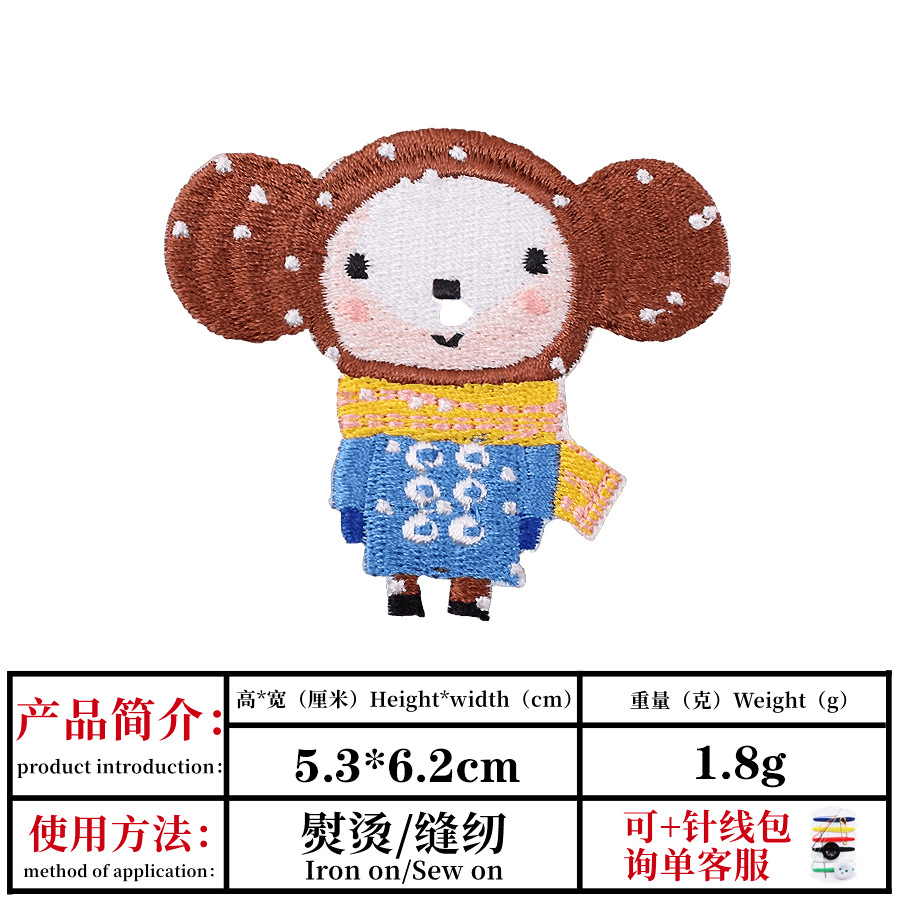 产品简介：
product introduction:
高*宽（厘米）Height*width（cm）
重量（克）Weight（g）
5.3*6.2cm
1.8g
使用方法：
method of application:
熨烫/缝纫
Iron on/Sew on
可+针线包
询单客服